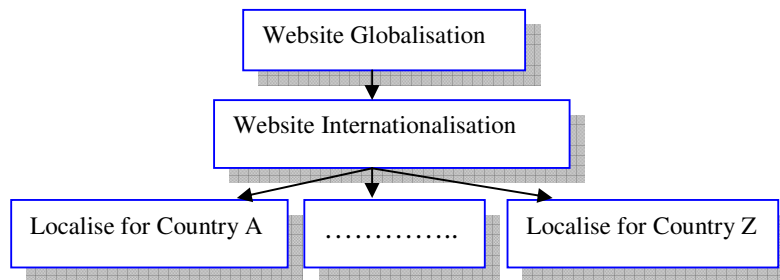 Website Globalisation
Website Internationalisation
Localise for Country A
…………..
Localise for Country Z